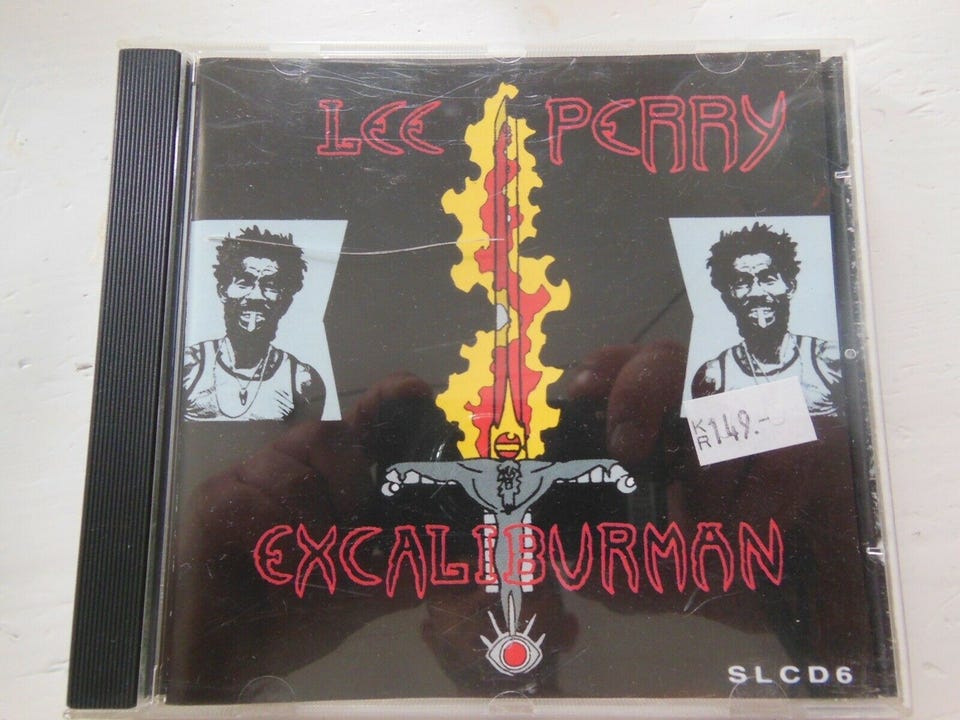 LEE PERRY
KR 149.-
EXCALIBURMAN
SLCD6